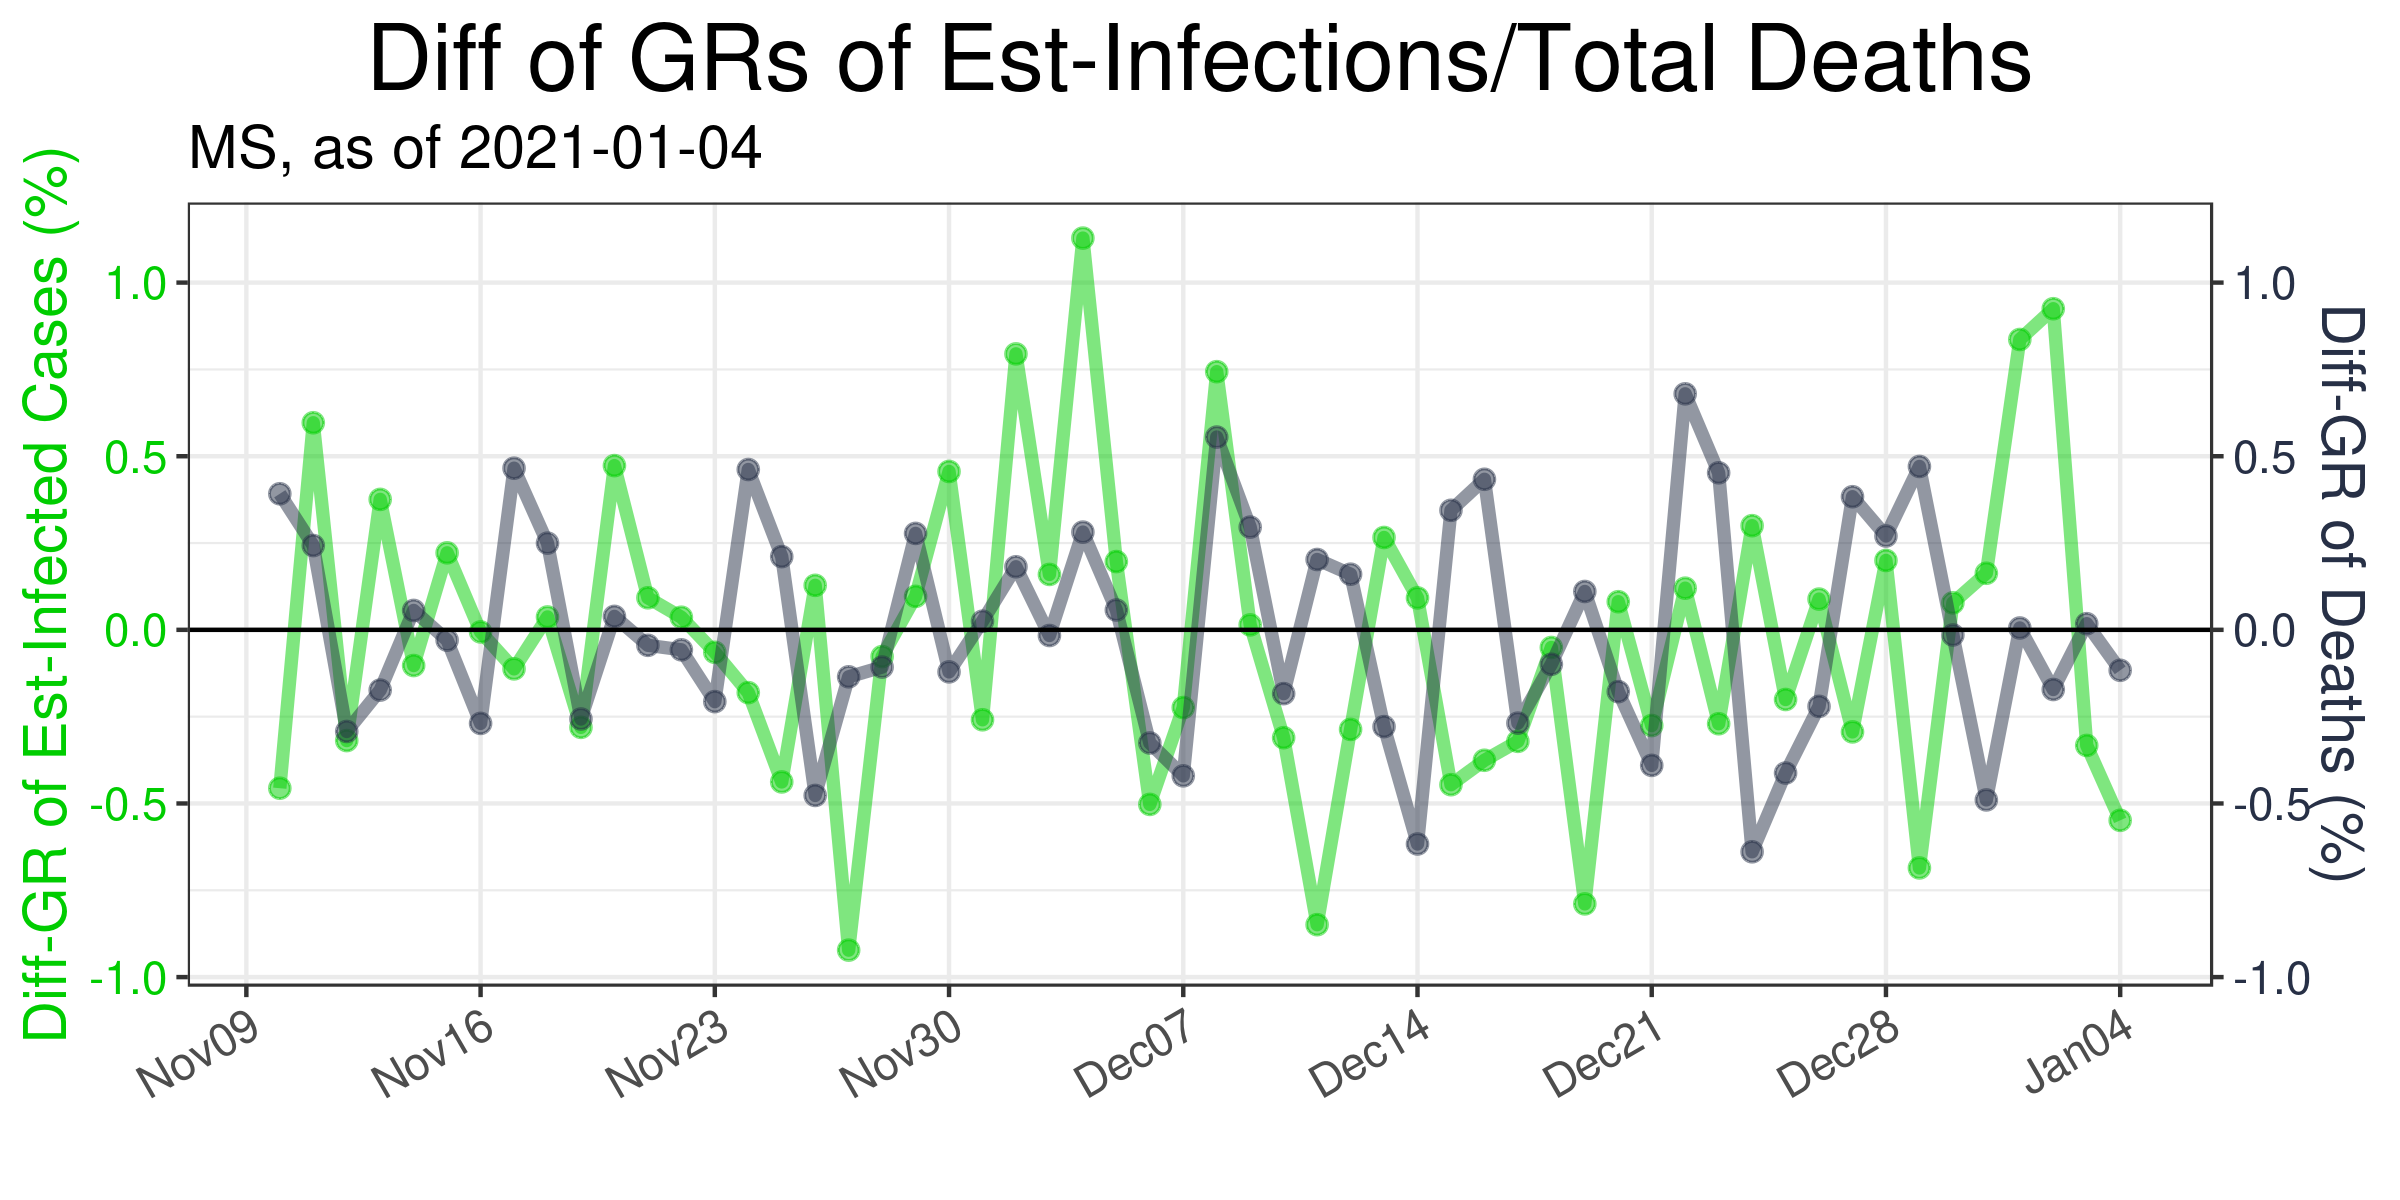 Diff of GRs of Est-Infections/Total Deaths
MS, as of 2021-01-04
Diff-GR of Est-Infected Cases (%)
1.0
0.5
0.0
-0.5
-1.0
1.0
0.5
0.0
-0.5
-1.0
Diff-GR of Deaths (%)
Nov09
Nov16
Nov23
Nov30
Dec07
Dec14
Dec21
Dec28
Jan04